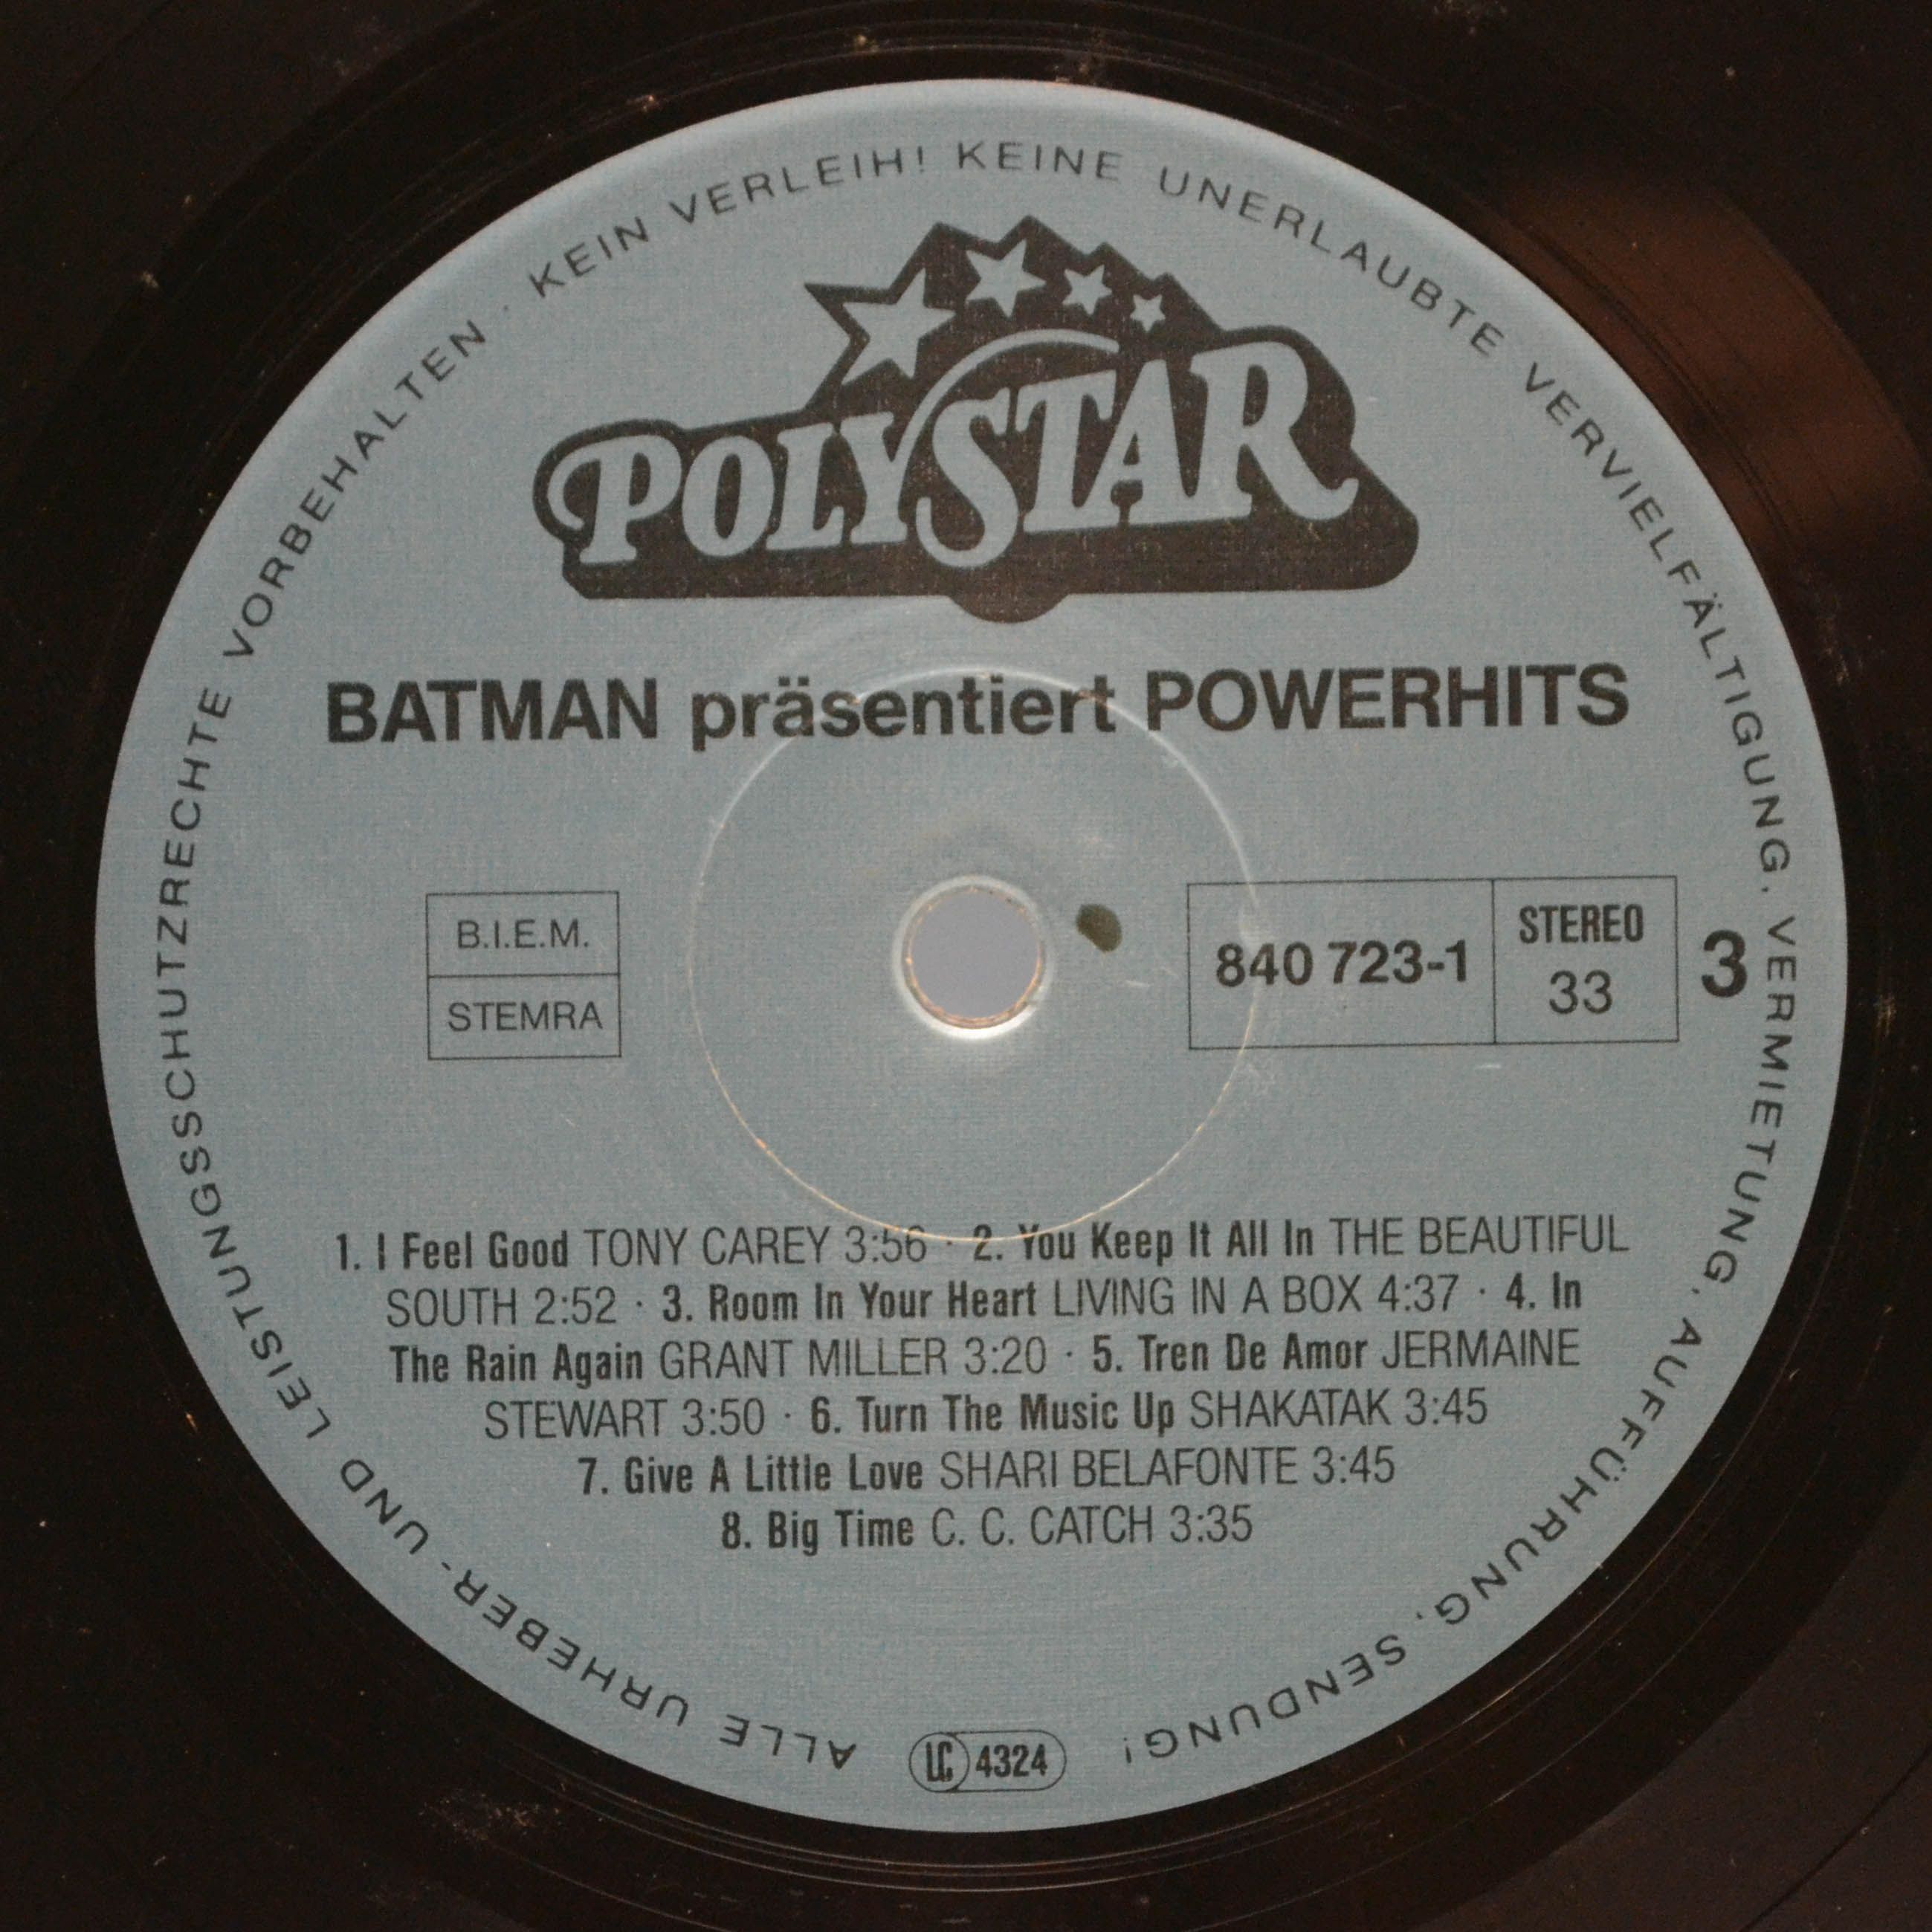 ALLE URHEBER- UND LEISTUNGSSCHUTZRECHTE VORBEHALTEN · KEIN VERLEIH! KEINE UNERLAUBTE VERVIELFÄLTIGUNG, VERMIETUNG, AUFFÜHRUNG, SENDUNG!
POLYSTAR
BATMAN präsentiert POWERHITS
B.I.E.M.
STEMRA
840 723-1
STEREO
33
3
1. I Feel Good TONY CAREY 3:56 · 2. You Keep It All In THE BEAUTIFUL
SOUTH 2:52 · 3. Room In Your Heart LIVING IN A BOX 4:37 · 4. In
The Rain Again GRANT MILLER 3:20 · 5. Tren De Amor JERMAINE
STEWART 3:50 · 6. Turn The Music Up SHAKATAK 3:45
7. Give A Little Love SHARI BELAFONTE 3:45
8. Big Time C. C. CATCH 3:35
LC 4324